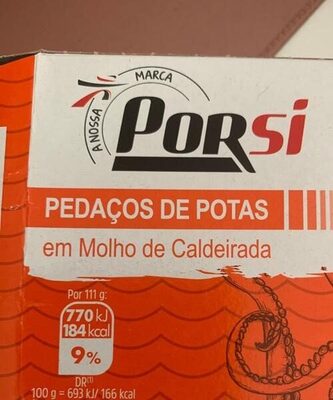 A NOSSA MARCA
PORSI
PEDAÇOS DE POTAS
em Molho de Caldeirada
Por 111 g:
770 kJ
184 kcal
9%
DR(1)
100 g = 693 kJ/ 166 kcal